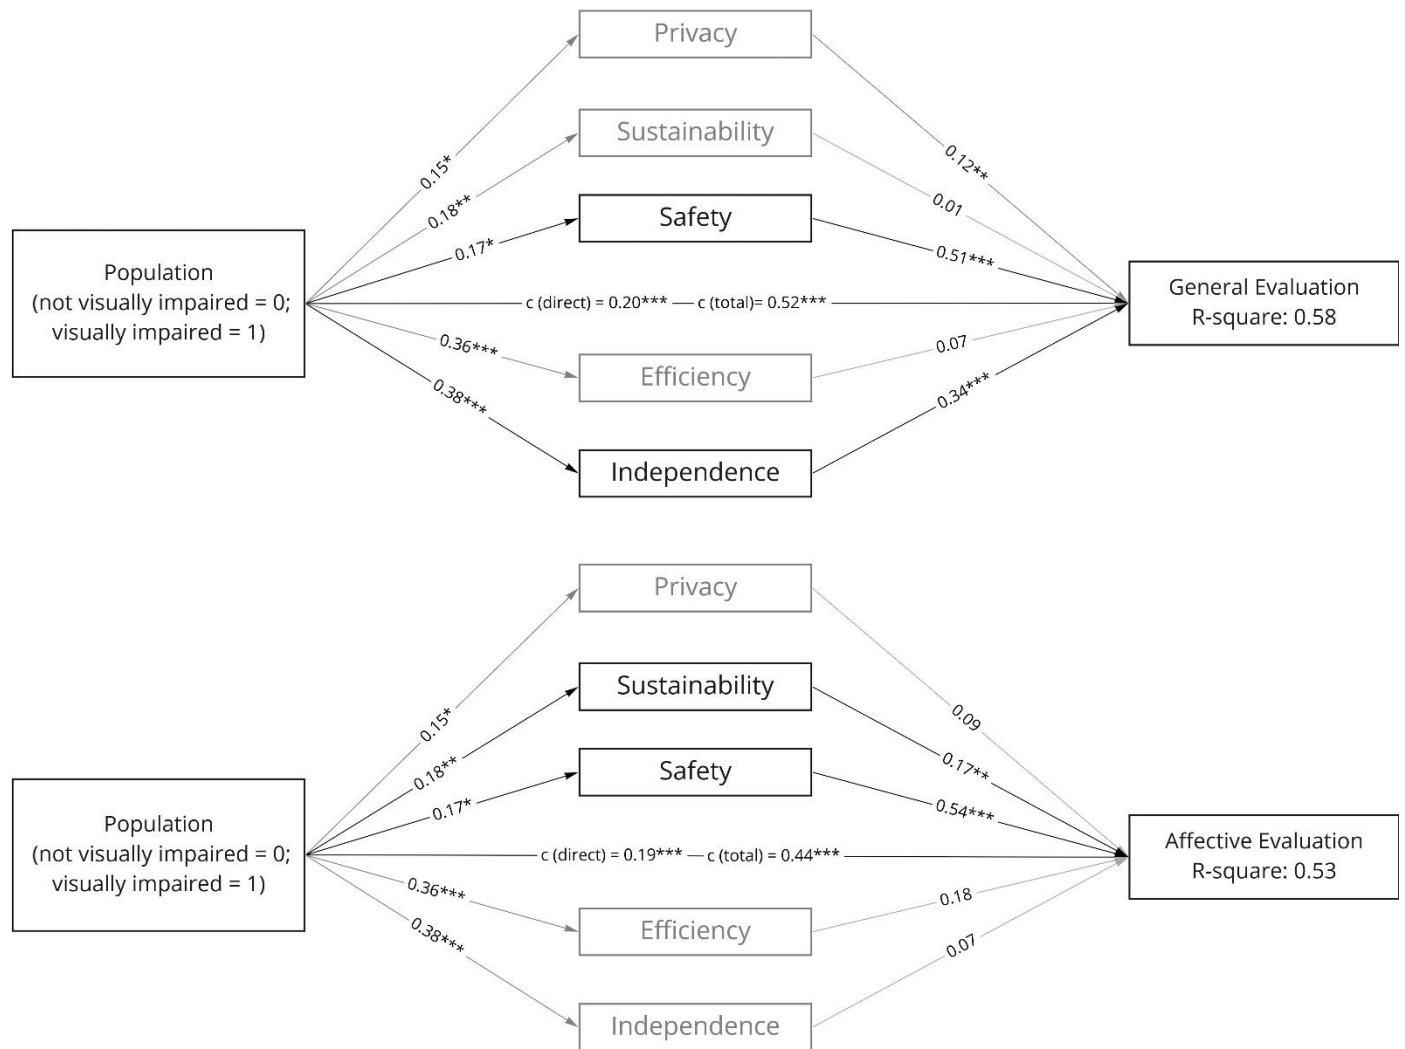 Privacy
Sustainability
Safety
Efficiency
Independence
Population
(not visually impaired = 0;
visually impaired = 1)
0.15*
0.18**
0.17*
0.36***
0.38***
c (direct) = 0.20***
c (total)= 0.52***
0.12**
0.01
0.51***
0.07
0.34***
General Evaluation
R-square: 0.58
Privacy
Sustainability
Safety
Efficiency
Independence
Population
(not visually impaired = 0;
visually impaired = 1)
0.15*
0.18**
0.17*
0.36***
0.38***
c (direct) = 0.19***
c (total) = 0.44***
0.09
0.17**
0.54***
0.18
0.07
Affective Evaluation
R-square: 0.53